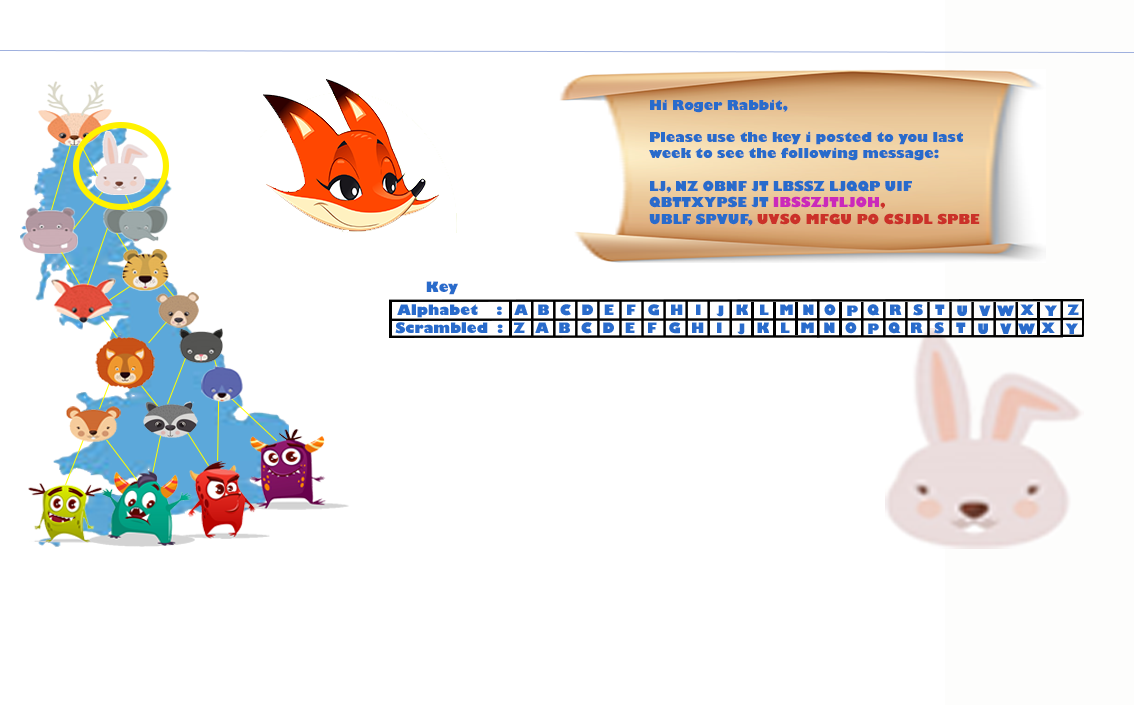 Hi Roger Rabbit,
Please use the key i posted to you last
week to see the following message:
LJ, NZ OBNF JT LBSSZ LJQQP UIF
QBTTXYPSE JT IBSSZJTLJOH,
UBLF SPVUF, UVSO MFGU PO CSJDL SPBE
Key
Alphabet : A B C D E F G H I J K L M N O P Q R S T U V W X Y Z
Scrambled : Z A B C D E F G H I J K L M N O P Q R S T U V W X Y